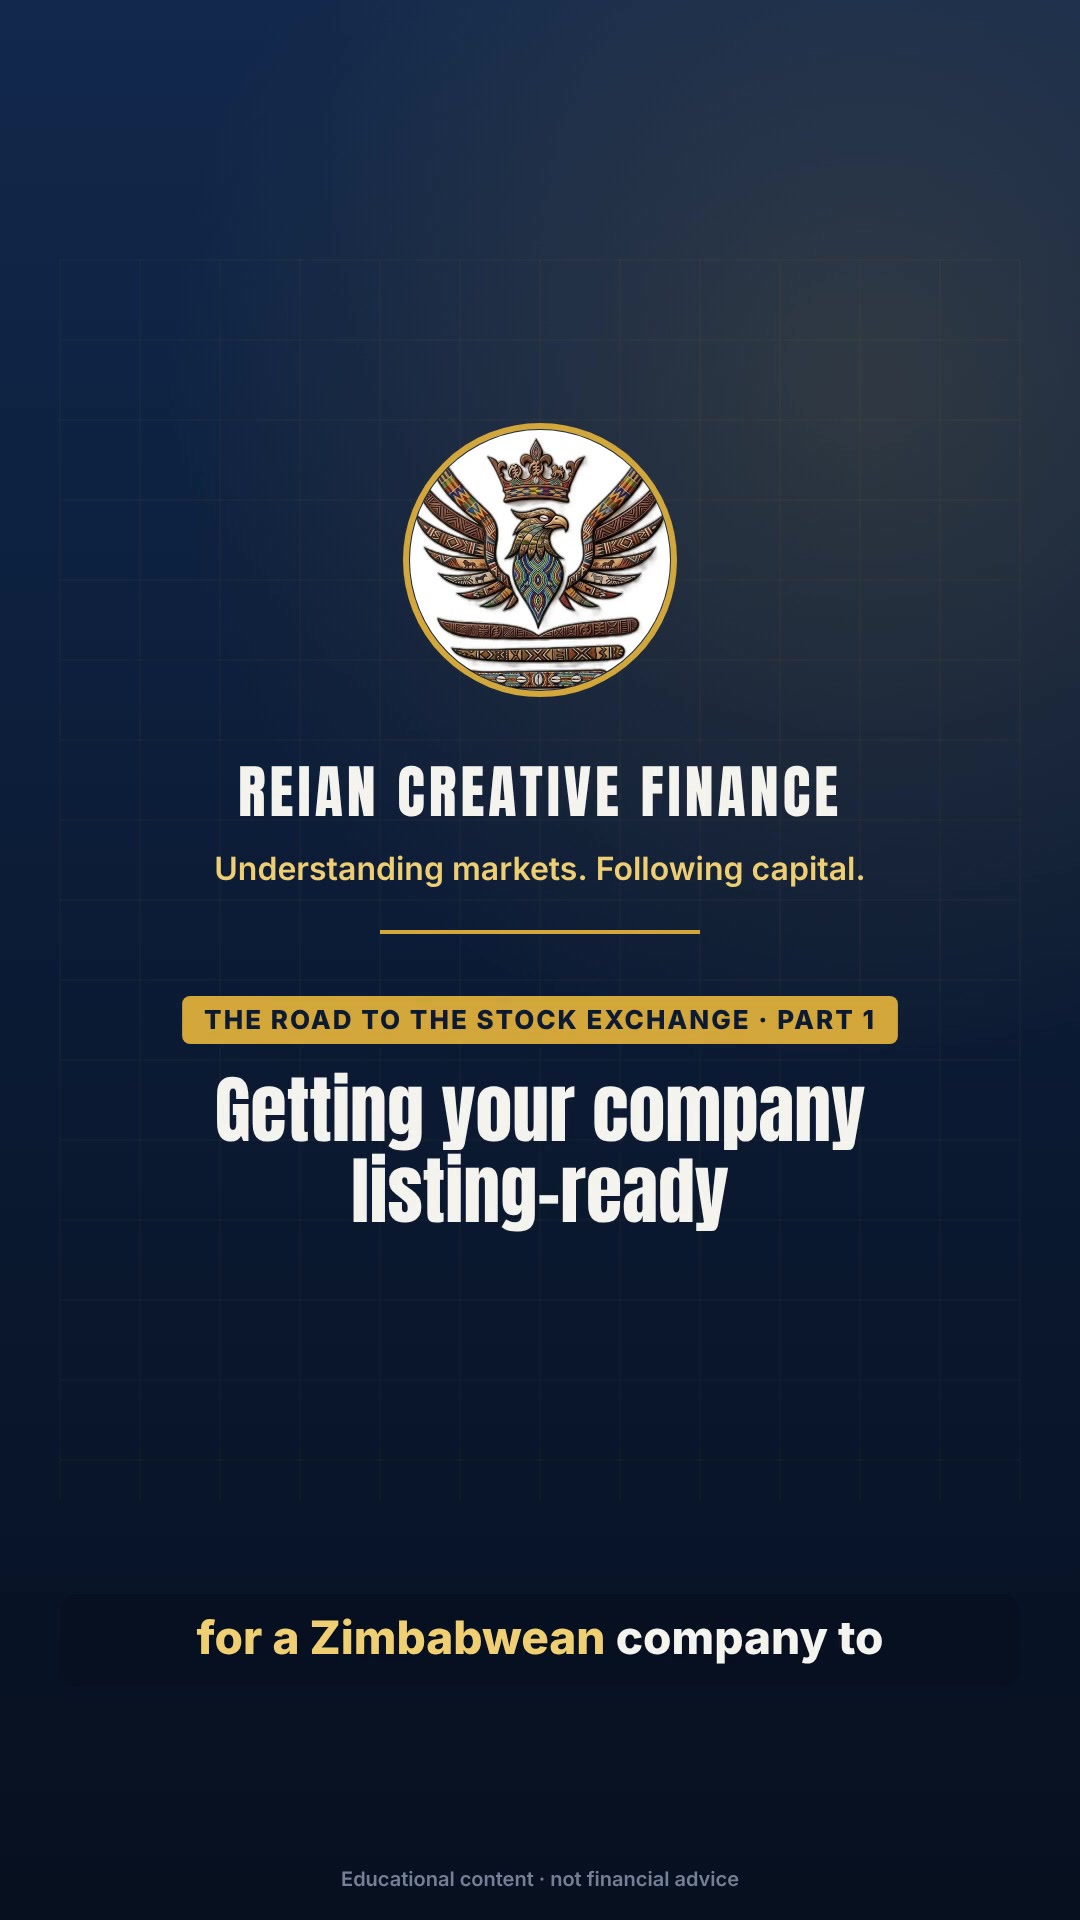 REIAN CREATIVE FINANCE
Understanding markets. Following capital.
THE ROAD TO THE STOCK EXCHANGE · PART 1
Getting your company
listing-ready
for a Zimbabwean company to
Educational content · not financial advice